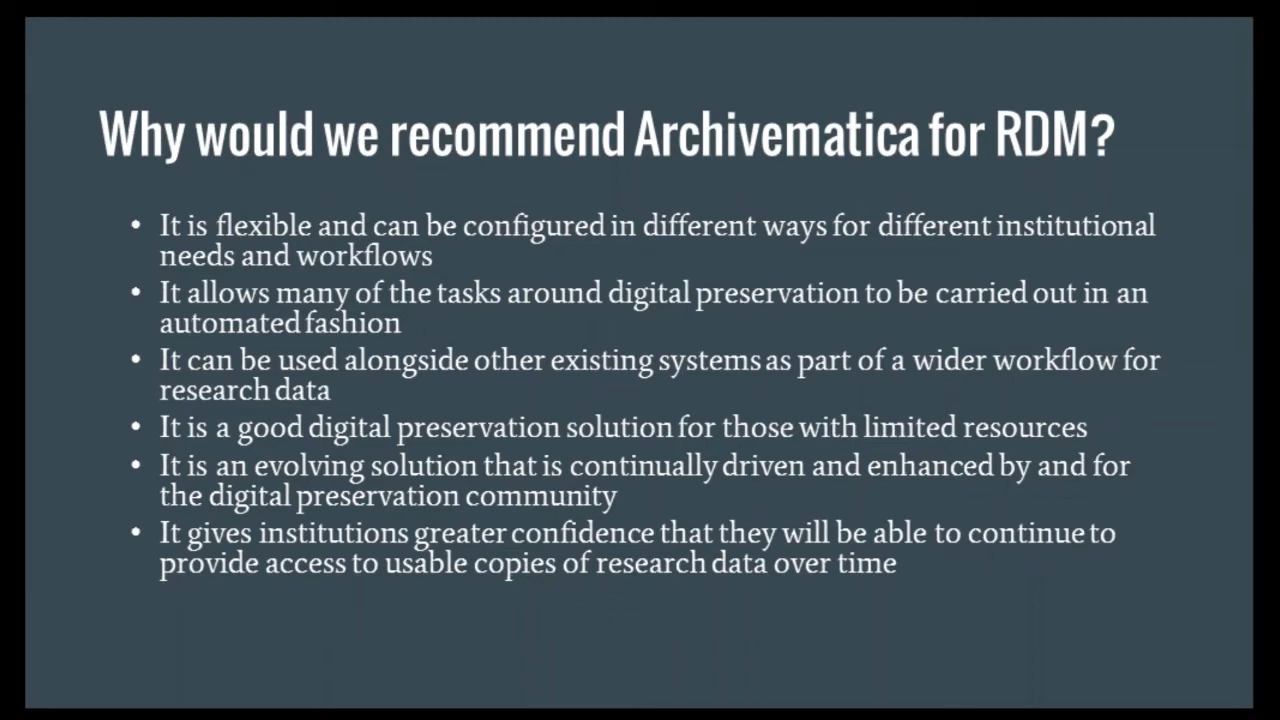 Why would we recommend Archivematica for RDM?
• It is flexible and can be configured in different ways for different institutional
needs and workflows
• It allows many of the tasks around digital preservation to be carried out in an
automated fashion
• It can be used alongside other existing systems as part of a wider workflow for
research data
• It is a good digital preservation solution for those with limited resources
• It is an evolving solution that is continually driven and enhanced by and for
the digital preservation community
• It gives institutions greater confidence that they will be able to continue to
provide access to usable copies of research data over time